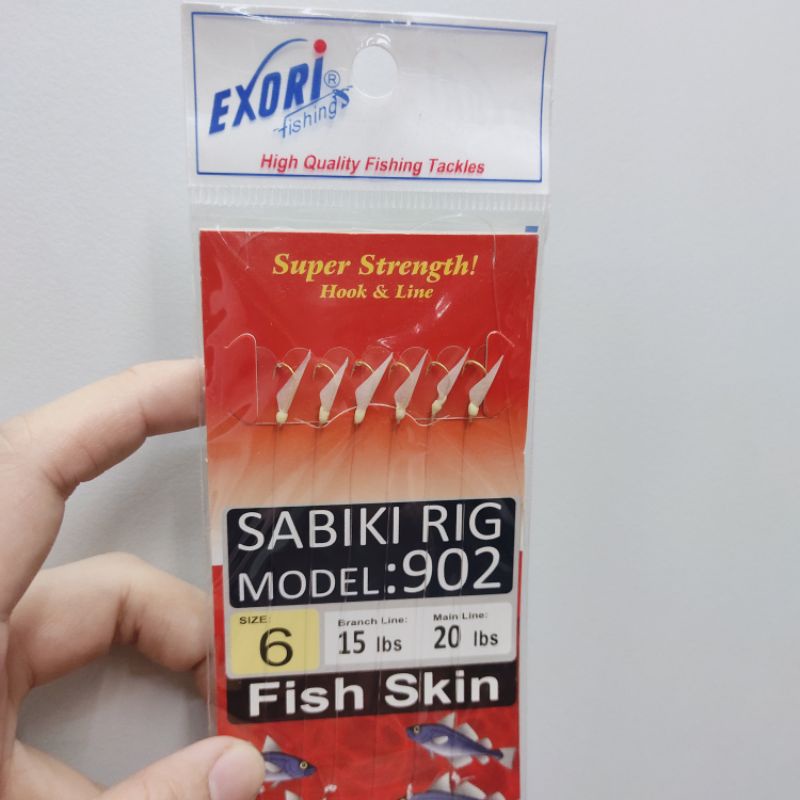 EXORI ®
fishings
High Quality Fishing Tackles
Super Strength!
Hook & Line
SABIKI RIG
MODEL:902
SIZE:
6
Branch Line:
15 lbs
Main Line:
20 lbs
Fish Skin